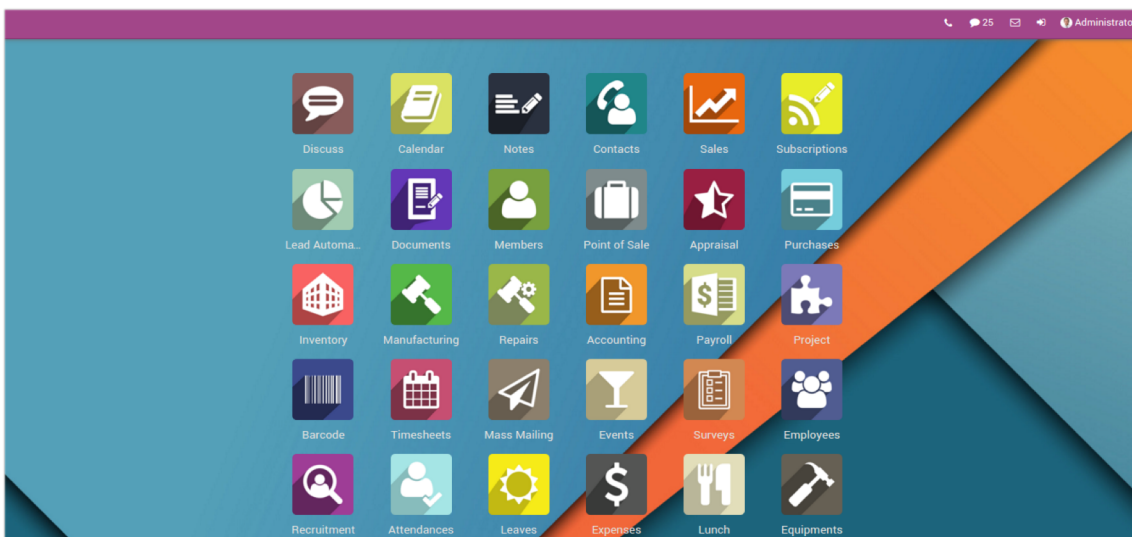 25 Administrato
Discuss Calendar Notes Contacts Sales Subscriptions
Lead Automa... Documents Members Point of Sale Appraisal Purchases
Inventory Manufacturing Repairs Accounting Payroll Project
Barcode Timesheets Mass Mailing Events Surveys Employees
Recruitment Attendances Leaves Expenses Lunch Equipments